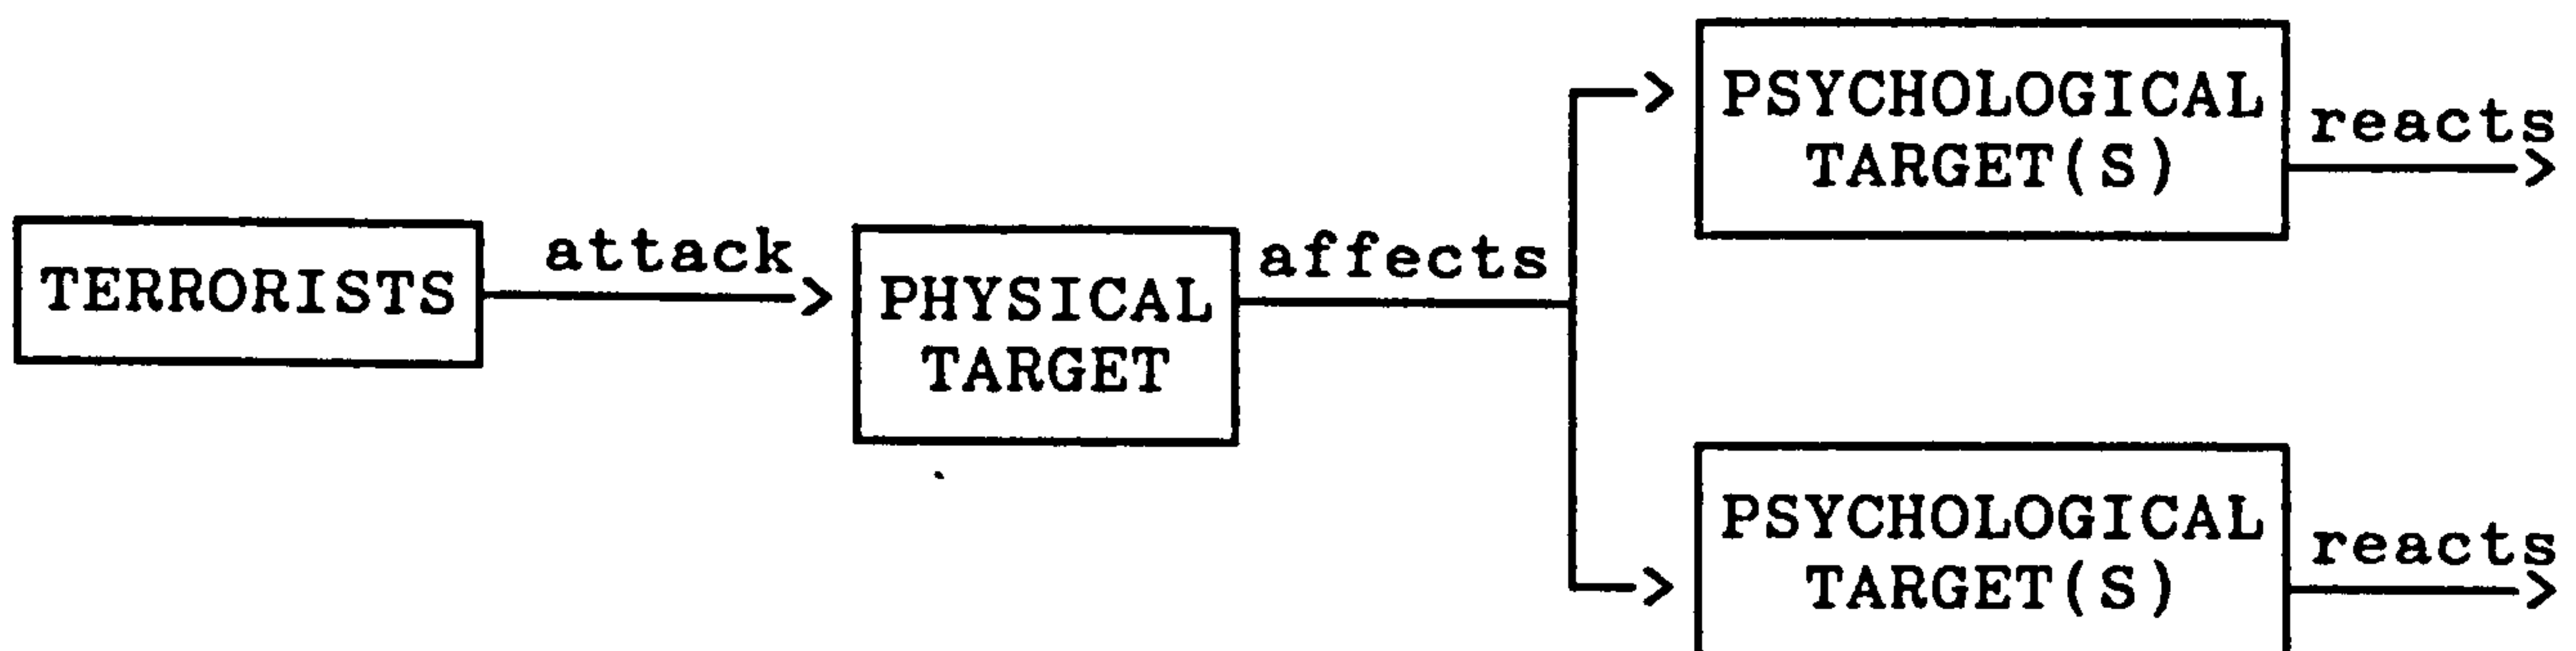 TERRORISTS
attack
PHYSICAL
TARGET
affects
PSYCHOLOGICAL
TARGET(S)
reacts
PSYCHOLOGICAL
TARGET(S)
reacts